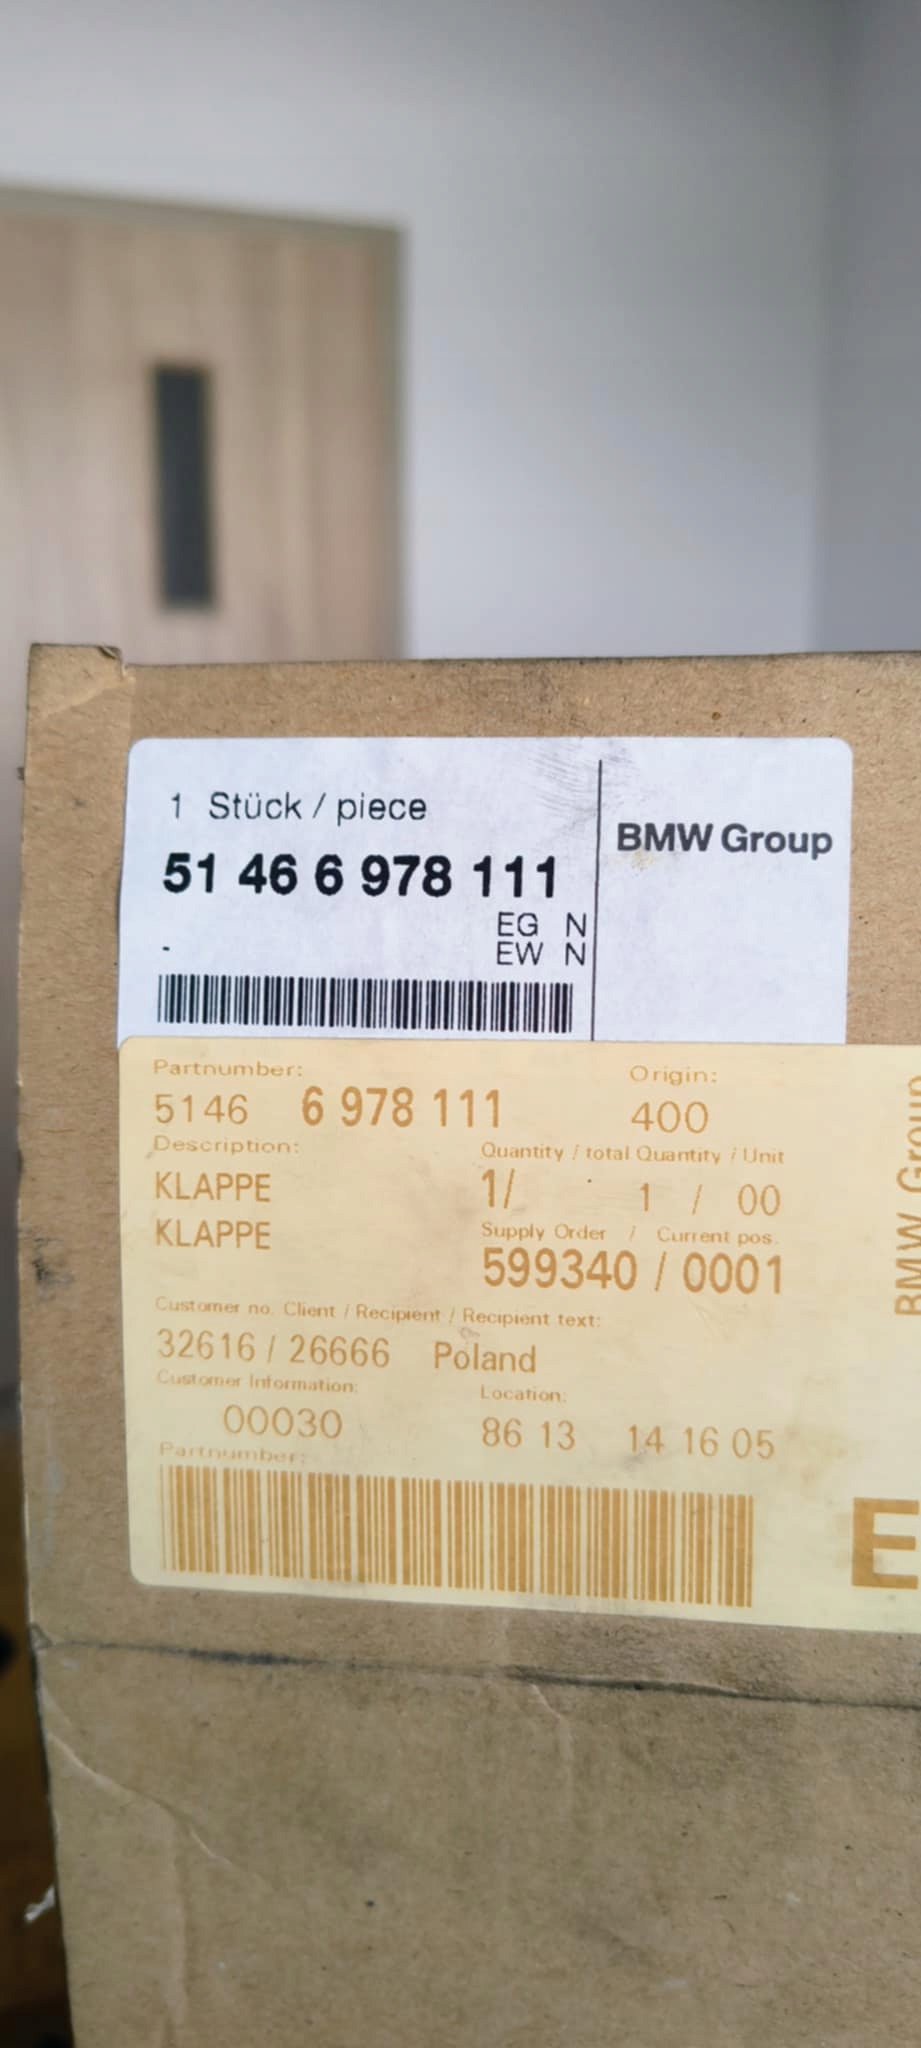 1 Stück / piece
BMW Group
51 46 6 978 111
EG N
- EW N
Partnumber: Origin:
5146 6 978 111 400
Description: Quantity / total Quantity / Unit
KLAPPE 1/ 1 / 00
KLAPPE Supply Order / Current pos.
599340 / 0001
Customer no. Client / Recipient / Recipient text:
32616 / 26666 Poland
Customer Information: Location:
00030 86 13 14 16 05
Partnumber:
BMW Group
E